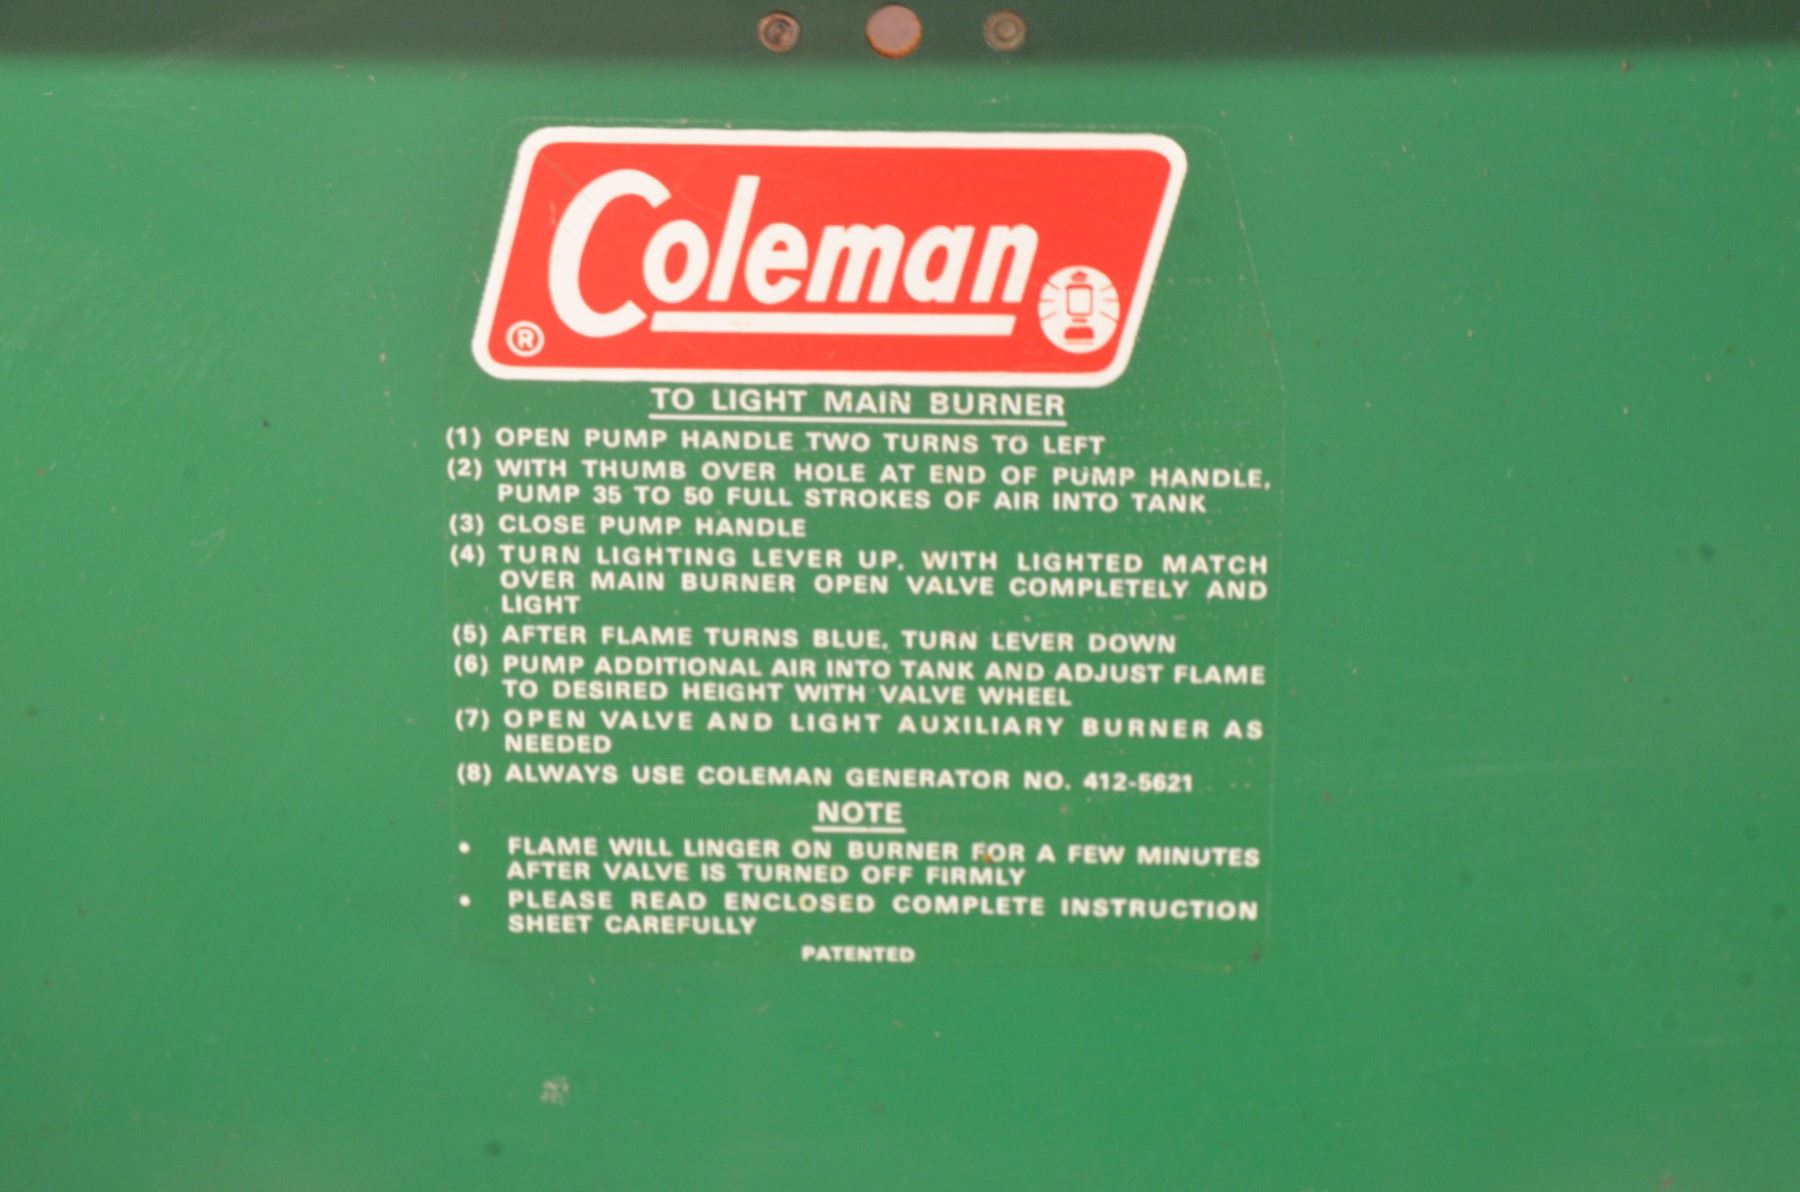 Coleman
®
TO LIGHT MAIN BURNER
(1) OPEN PUMP HANDLE TWO TURNS TO LEFT
(2) WITH THUMB OVER HOLE AT END OF PUMP HANDLE,
PUMP 35 TO 50 FULL STROKES OF AIR INTO TANK
(3) CLOSE PUMP HANDLE
(4) TURN LIGHTING LEVER UP. WITH LIGHTED MATCH
OVER MAIN BURNER OPEN VALVE COMPLETELY AND
LIGHT
(5) AFTER FLAME TURNS BLUE, TURN LEVER DOWN
(6) PUMP ADDITIONAL AIR INTO TANK AND ADJUST FLAME
TO DESIRED HEIGHT WITH VALVE WHEEL
(7) OPEN VALVE AND LIGHT AUXILIARY BURNER AS
NEEDED
(8) ALWAYS USE COLEMAN GENERATOR NO. 412-5621
NOTE
• FLAME WILL LINGER ON BURNER FOR A FEW MINUTES
AFTER VALVE IS TURNED OFF FIRMLY
• PLEASE READ ENCLOSED COMPLETE INSTRUCTION
SHEET CAREFULLY
PATENTED